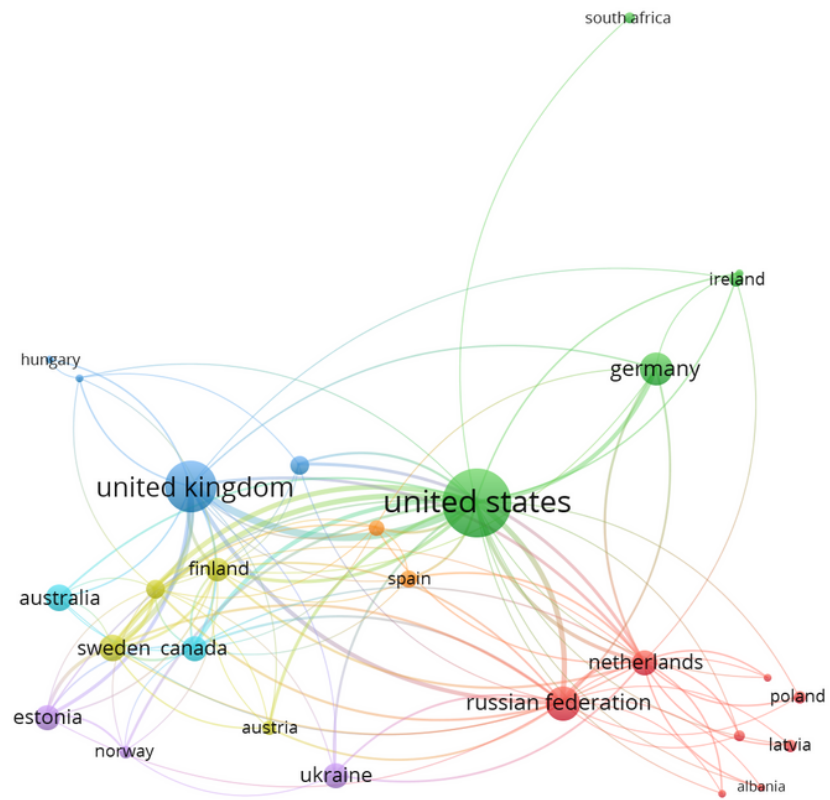 south africa
ireland
hungary
germany
united kingdom
united states
finland
spain
australia
sweden
canada
netherlands
poland
russian federation
estonia
austria
latvia
norway
ukraine
albania